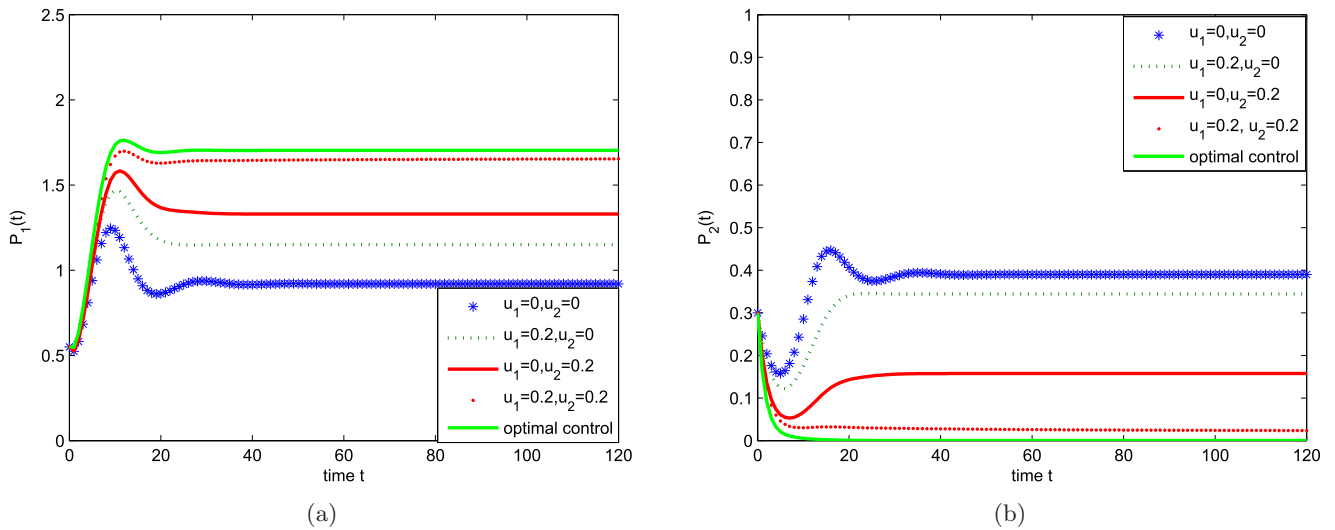 2.5
2
1.5
1
0.5
0
P1(t)
0 20 40 60 80 100 120
time t
u1=0,u2=0
u1=0.2,u2=0
u1=0,u2=0.2
u1=0.2,u2=0.2
optimal control
(a)
1
0.9
0.8
0.7
0.6
0.5
0.4
0.3
0.2
0.1
0
P2(t)
0 20 40 60 80 100 120
time t
u1=0,u2=0
u1=0.2,u2=0
u1=0,u2=0.2
u1=0.2, u2=0.2
optimal control
(b)